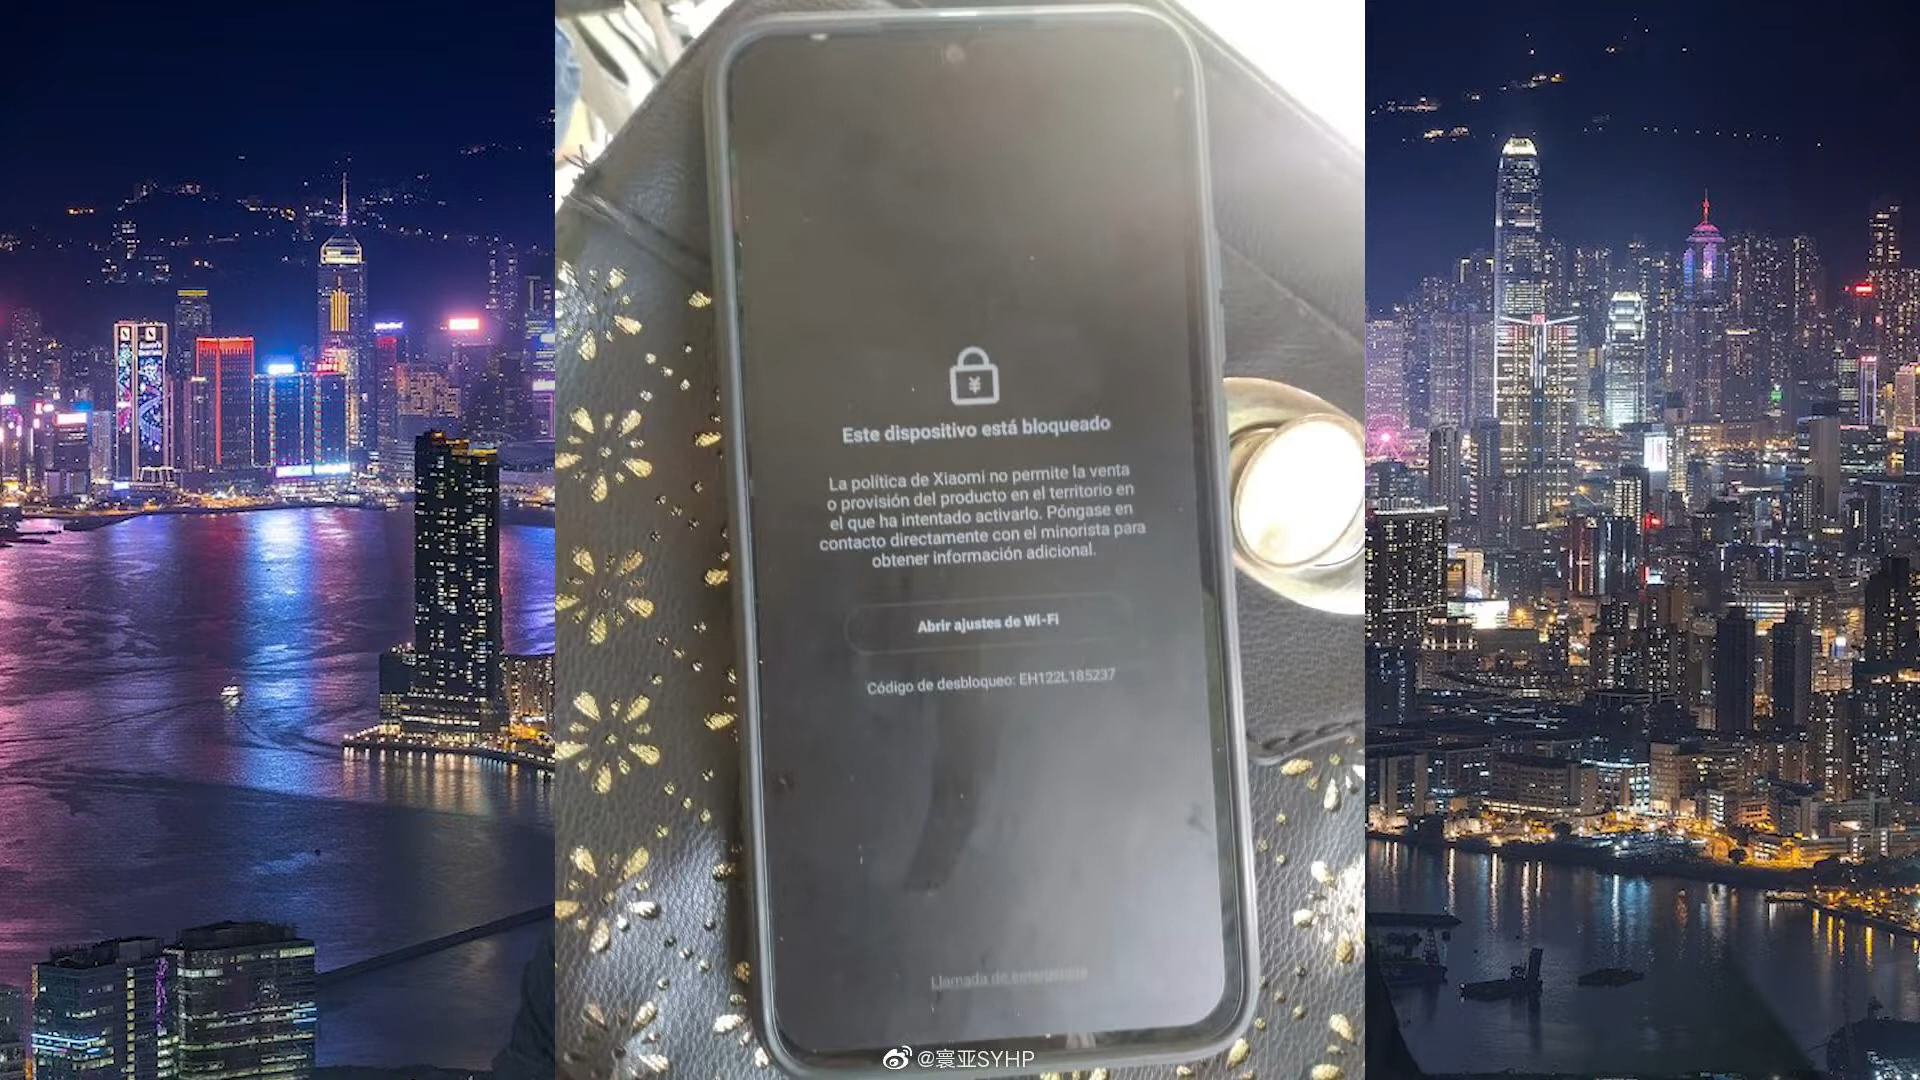 ¥
Este dispositivo está bloqueado
La política de Xiaomi no permite la venta
o provisión del producto en el territorio en
el que ha intentado activarlo. Póngase en
contacto directamente con el minorista para
obtener información adicional.
Abrir ajustes de Wi-Fi
Código de desbloqueo: EH122L185237
Llamada de emergencia
@寰亚SYHP